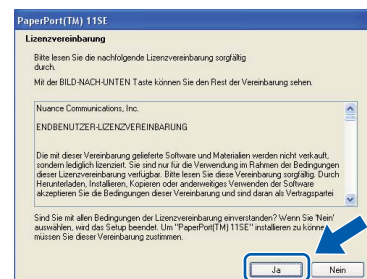 PaperPort(TM) 11SE
Lizenzvereinbarung
Bitte lesen Sie die nachfolgende Lizenzvereinbarung sorgfältig
durch.
Mit der BILD-NACH-UNTEN Taste können Sie den Rest der Vereinbarung sehen.
Nuance Communications, Inc.
ENDBENUTZER-LIZENZVEREINBARUNG
Die mit dieser Vereinbarung gelieferte Software und Materialien werden nicht verkauft,
sondern lediglich lizenziert. Sie sind nur für die Verwendung im Rahmen der Bedingungen
dieser Lizenzvereinbarung verfügbar. Bitte lesen Sie diese Vereinbarung sorgfältig. Durch
Herunterladen, Installieren, Kopieren oder anderweitiges Verwenden der Software
akzeptieren Sie die Bedingungen dieser Vereinbarung und sind daran als Vertragspartei
Sind Sie mit allen Bedingungen der Lizenzvereinbarung einverstanden? Wenn Sie 'Nein'
auswählen, wird das Setup beendet. Um "PaperPort(TM) 11SE" installieren zu können,
müssen Sie dieser Vereinbarung zustimmen.
Ja Nein